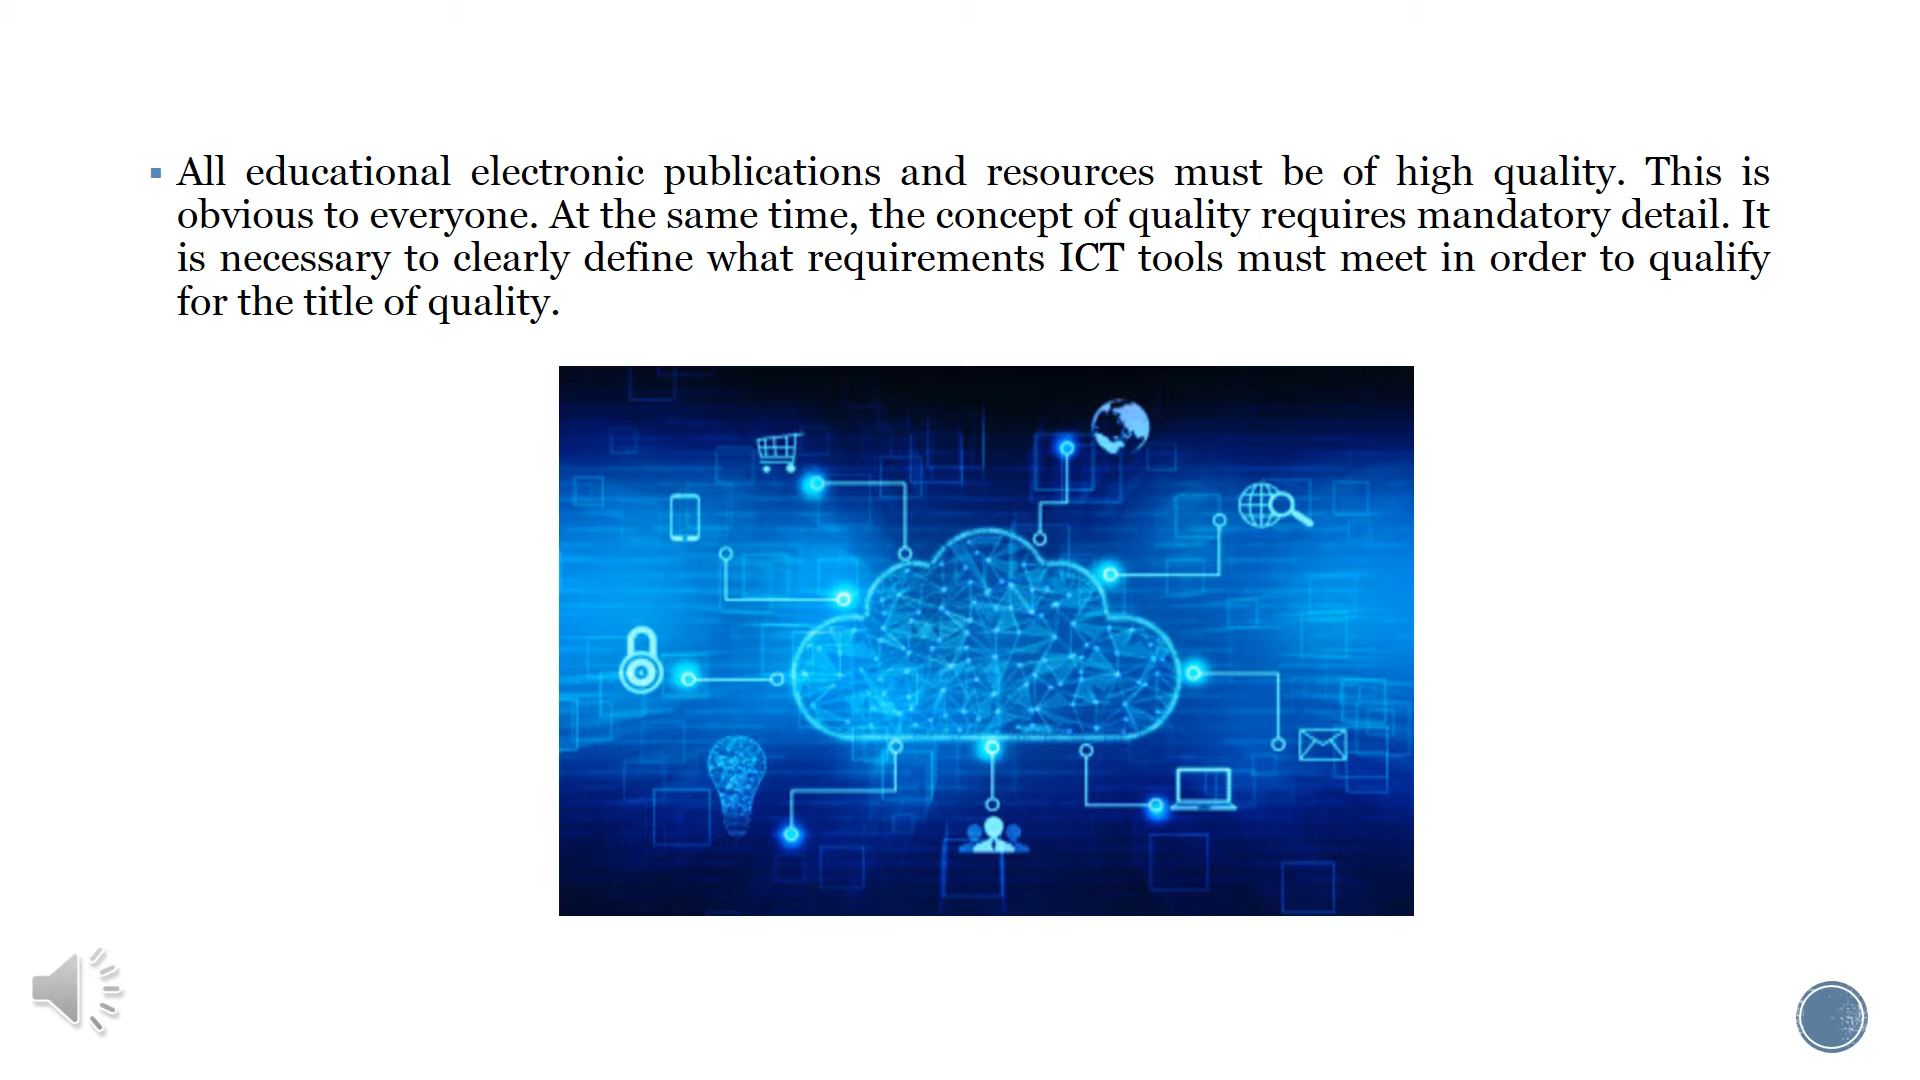 All educational electronic publications and resources must be of high quality. This is
obvious to everyone. At the same time, the concept of quality requires mandatory detail. It
is necessary to clearly define what requirements ICT tools must meet in order to qualify
for the title of quality.